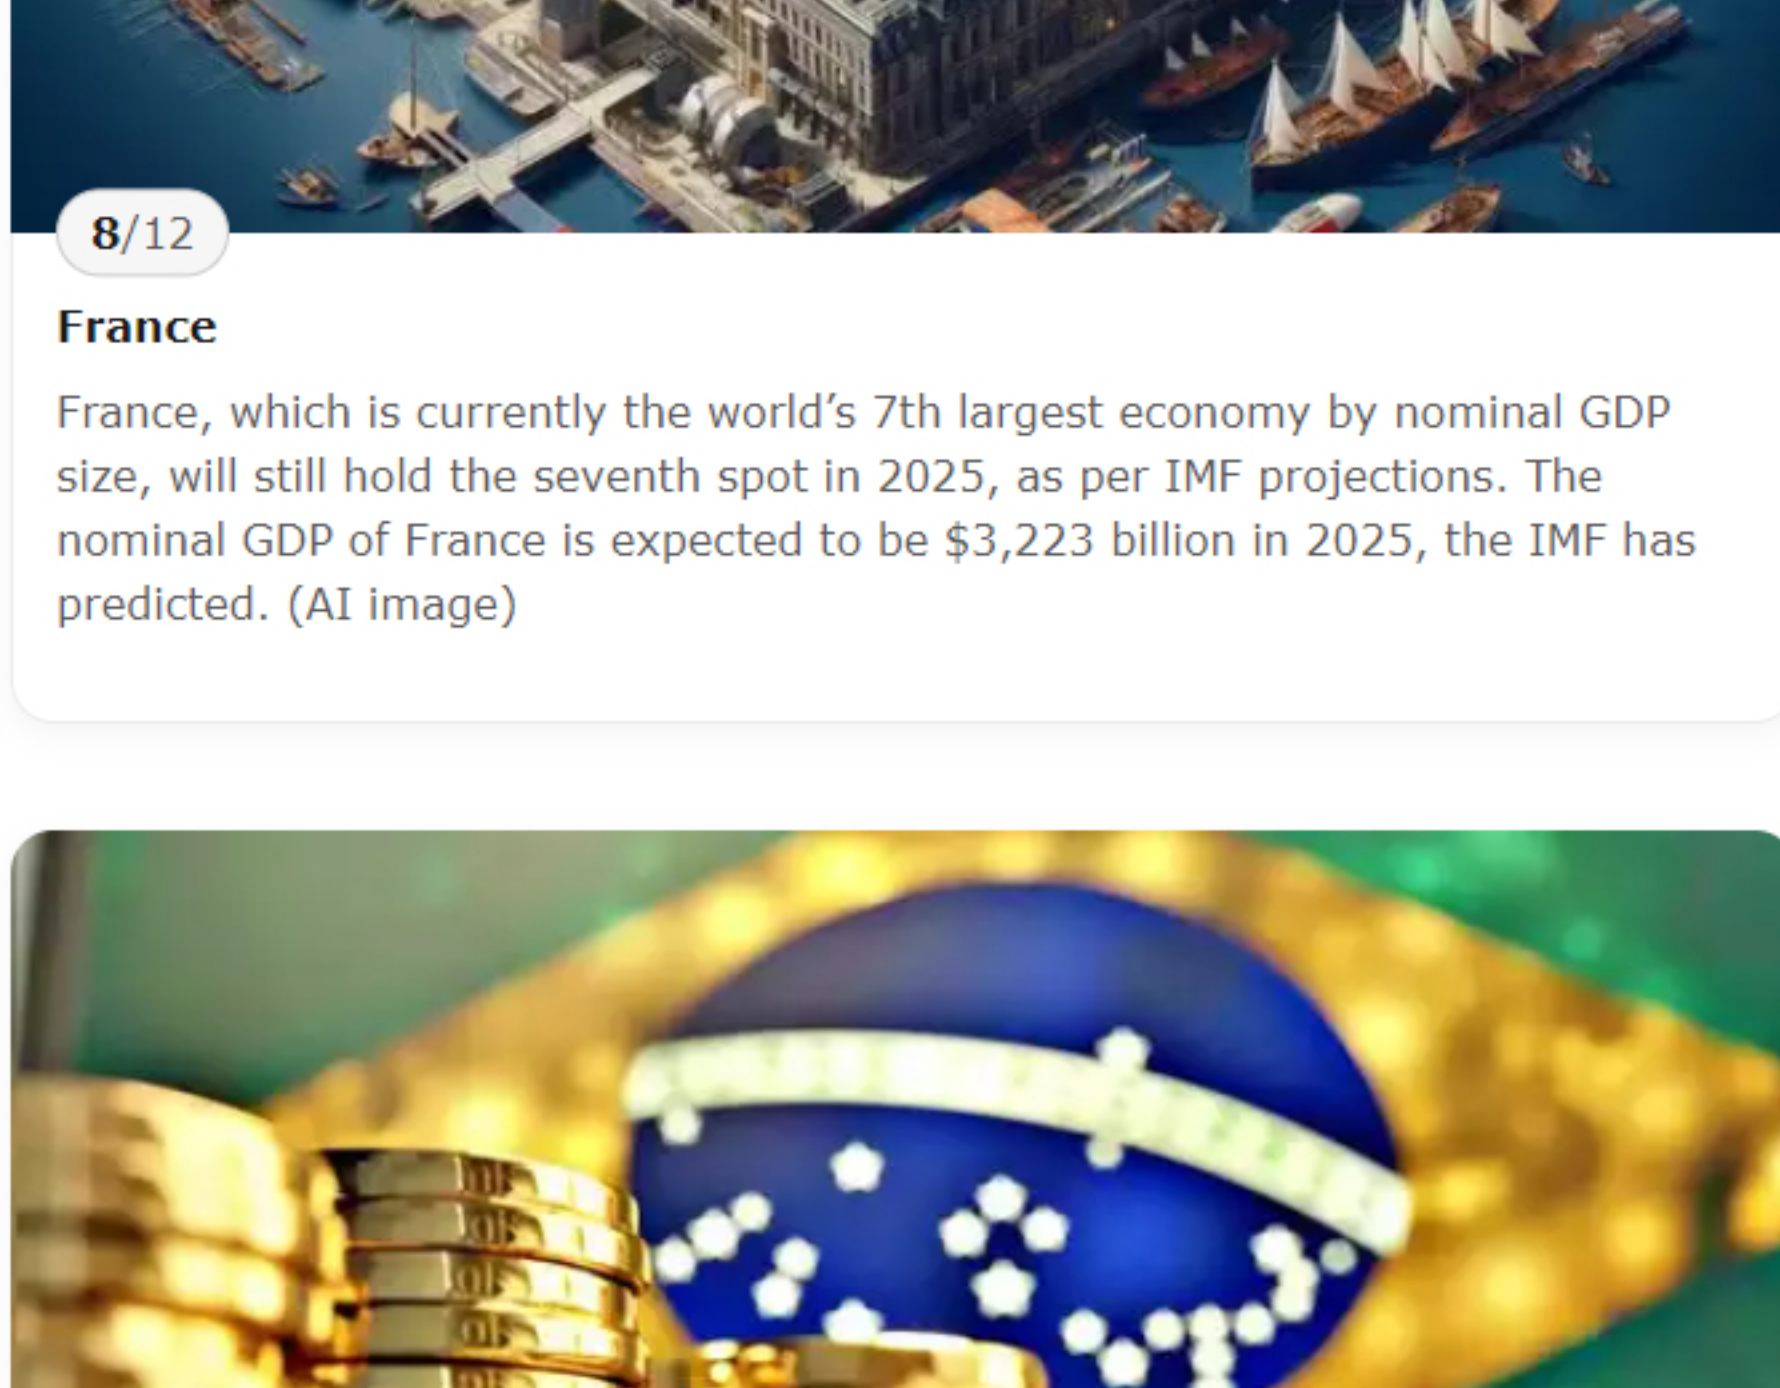 8/12
France
France, which is currently the world’s 7th largest economy by nominal GDP
size, will still hold the seventh spot in 2025, as per IMF projections. The
nominal GDP of France is expected to be $3,223 billion in 2025, the IMF has
predicted. (AI image)